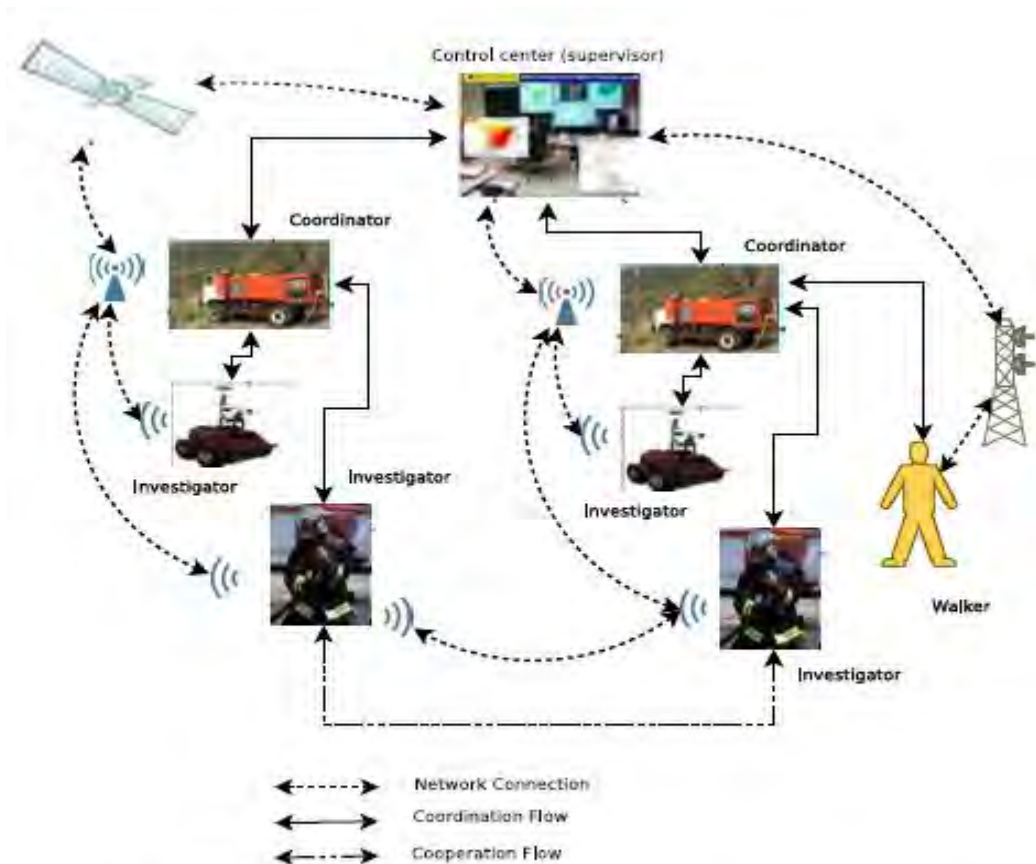 Control center (supervisor)
Coordinator
Coordinator
Investigator
Investigator
Investigator
Walker
Investigator
Network Connection
Coordination Flow
Cooperation Flow